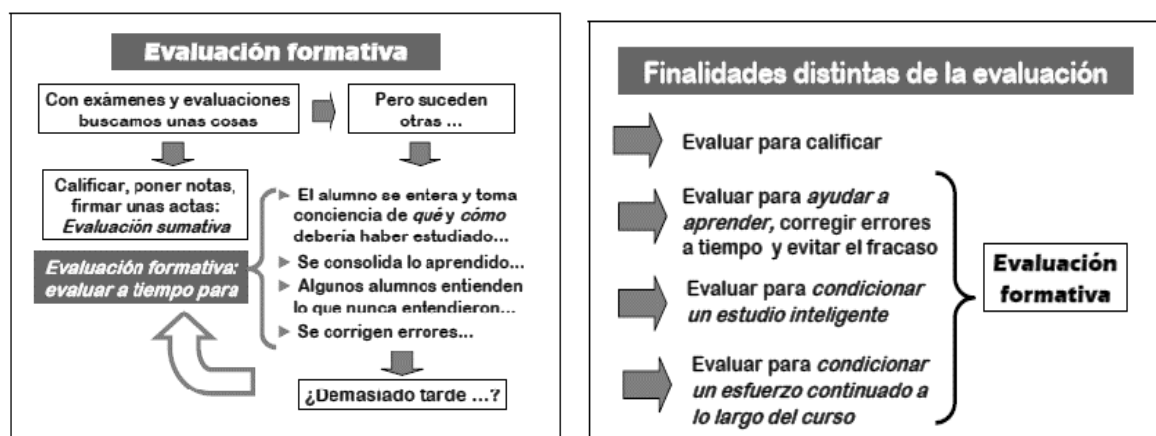 Evaluación formativa
Con exámenes y evaluaciones
buscamos unas cosas
Pero suceden
otras ...
Calificar, poner notas,
firmar unas actas:
Evaluación sumativa
Evaluación formativa:
evaluar a tiempo para
El alumno se entera y toma
conciencia de qué y cómo
debería haber estudiado...
Se consolida lo aprendido...
Algunos alumnos entienden
lo que nunca entendieron...
Se corrigen errores...
¿Demasiado tarde ...?
Finalidades distintas de la evaluación
Evaluar para calificar
Evaluar para ayudar a
aprender, corregir errores
a tiempo y evitar el fracaso
Evaluar para condicionar
un estudio inteligente
Evaluar para condicionar
un esfuerzo continuado a
lo largo del curso
Evaluación
formativa